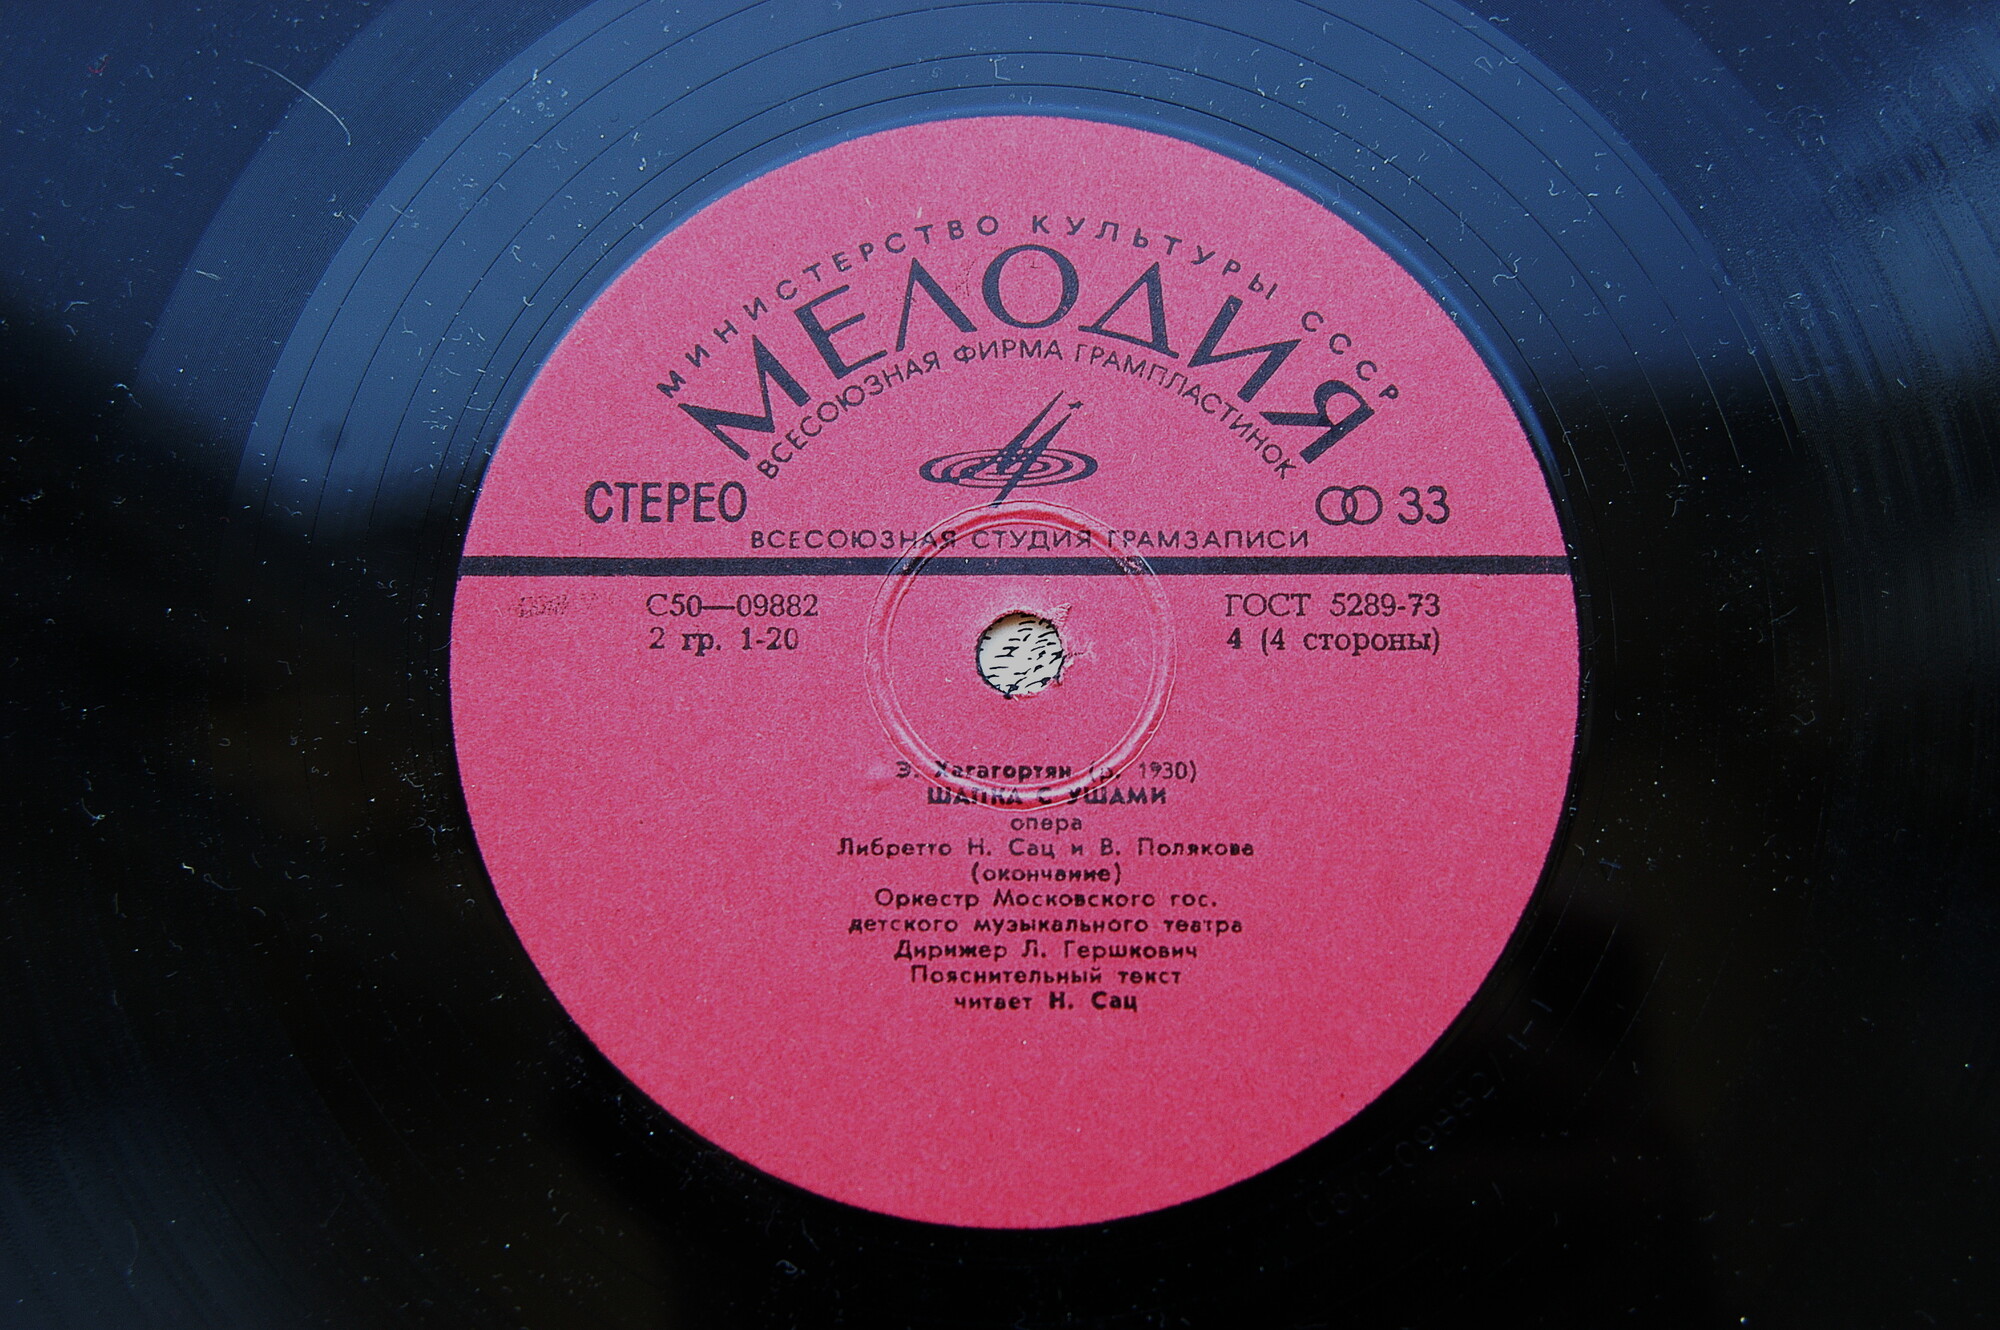 МИНИСТЕРСТВО КУЛЬТУРЫ СССР
МЕЛОДИЯ
ВСЕСОЮЗНАЯ ФИРМА ГРАМПЛАСТИНОК
СТЕРЕО
33
ВСЕСОЮЗНАЯ СТУДИЯ ГРАМЗАПИСИ
С50—09882
ГОСТ 5289-73
2 гр. 1-20
4 (4 стороны)
Э. Хагагортян (р. 1930)
ШАПКА С УШАМИ
опера
Либретто Н. Сац и В. Полякова
(окончание)
Оркестр Московского гос.
детского музыкального театра
Дирижер Л. Гершкович
Пояснительный текст
читает Н. Сац